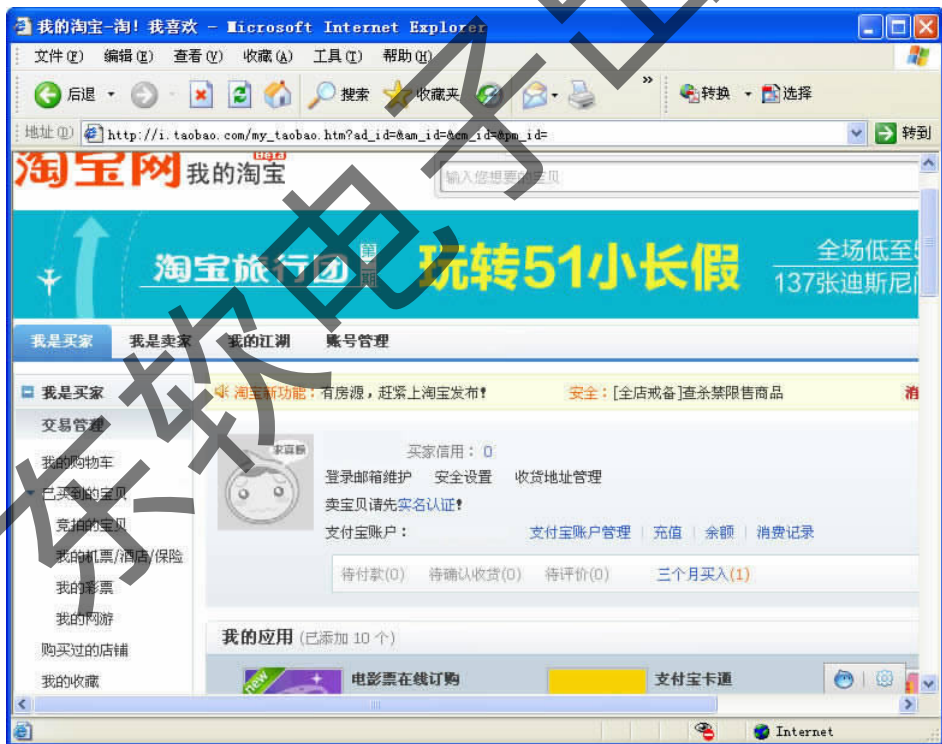 我的淘宝-淘！我喜欢 - Microsoft Internet Explorer
文件(F) 编辑(E) 查看(V) 收藏(A) 工具(T) 帮助(H)
后退 搜索 收藏夹 » 转换 选择
地址(D) http://i.taobao.com/my_taobao.htm?ad_id=&am_id=&cm_id=&pm_id= 转到
淘宝网 Beta 我的淘宝 输入您想要的宝贝
淘宝旅行团 第 期 玩转51小长假 全场低至5
137张迪斯尼
我是买家 我是卖家 我的江湖 账号管理
我是买家 淘宝新功能：有房源，赶紧上淘宝发布！ 安全：[全店戒备]查杀禁限售商品 消
交易管理
我的购物车
已买到的宝贝
竞拍的宝贝
我的机票/酒店/保险
我的彩票
我的网游
购买过的店铺
我的收藏
求真相
买家信用：0
登录邮箱维护 安全设置 收货地址管理
卖宝贝请先实名认证！
支付宝账户： 支付宝账户管理 | 充值 | 余额 | 消费记录
待付款(0) 待确认收货(0) 待评价(0) 三个月买入(1)
我的应用 (已添加 10 个)
new 电影票在线订购 支付宝卡通
Internet
东软电子出